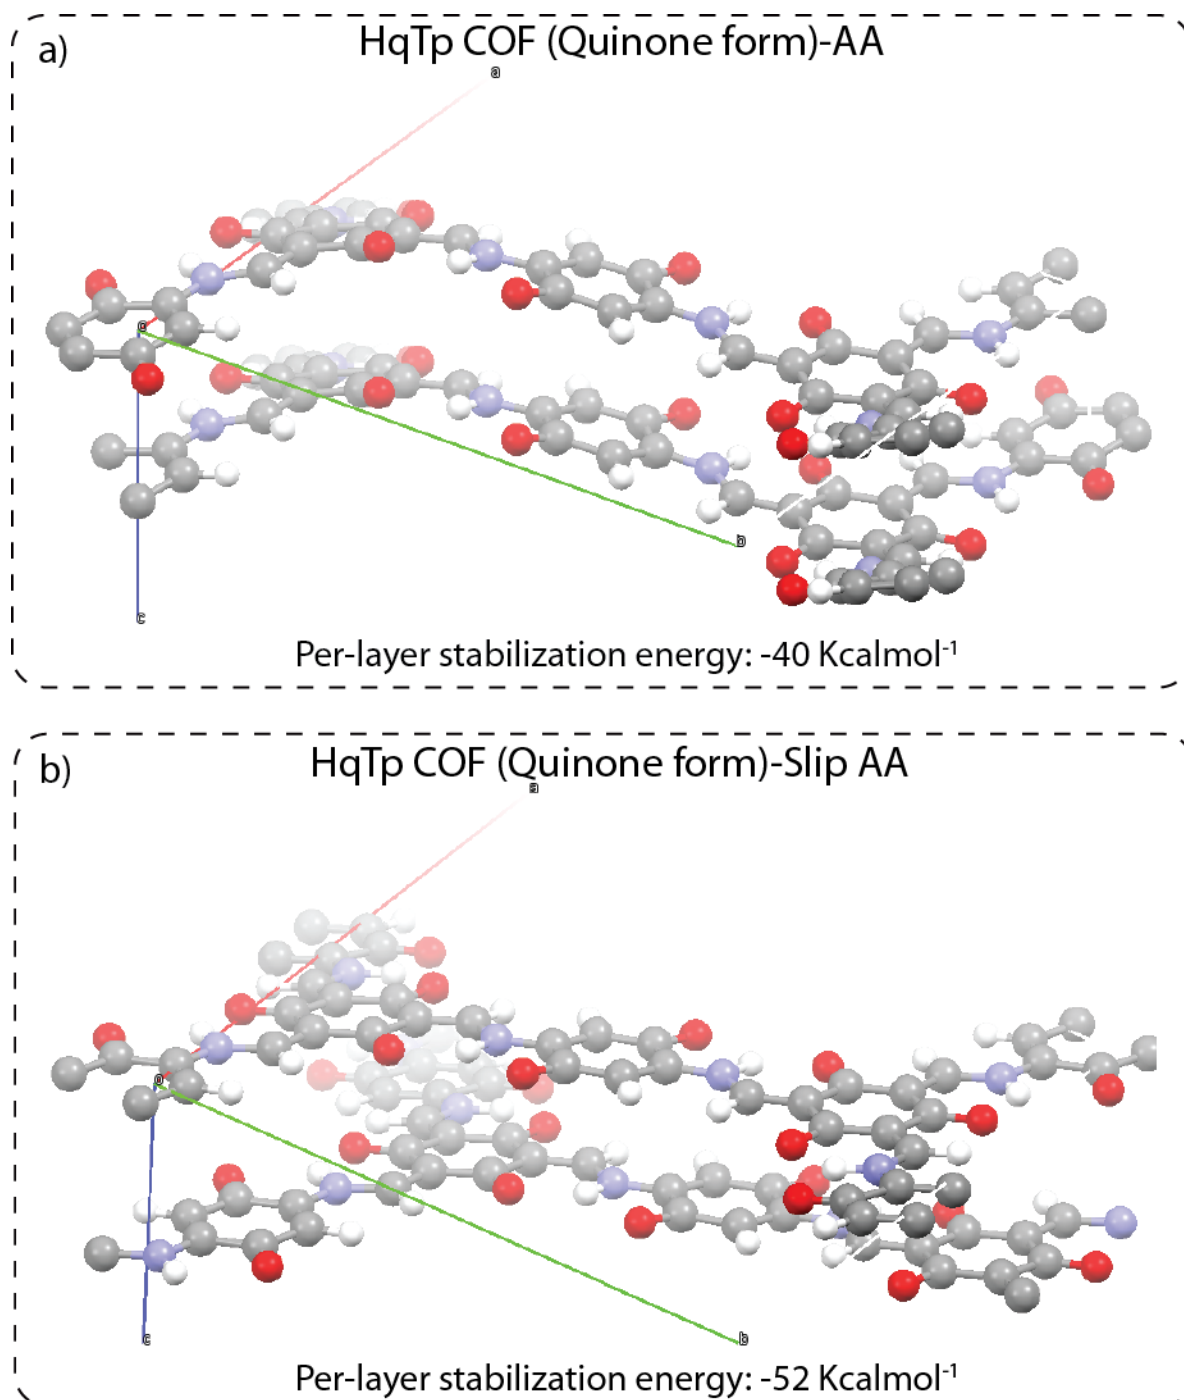 a)
HqTp COF (Quinone form)-AA
a
o
b
c
Per-layer stabilization energy: -40 Kcalmol⁻¹
b)
HqTp COF (Quinone form)-Slip AA
a
o
b
c
Per-layer stabilization energy: -52 Kcalmol⁻¹